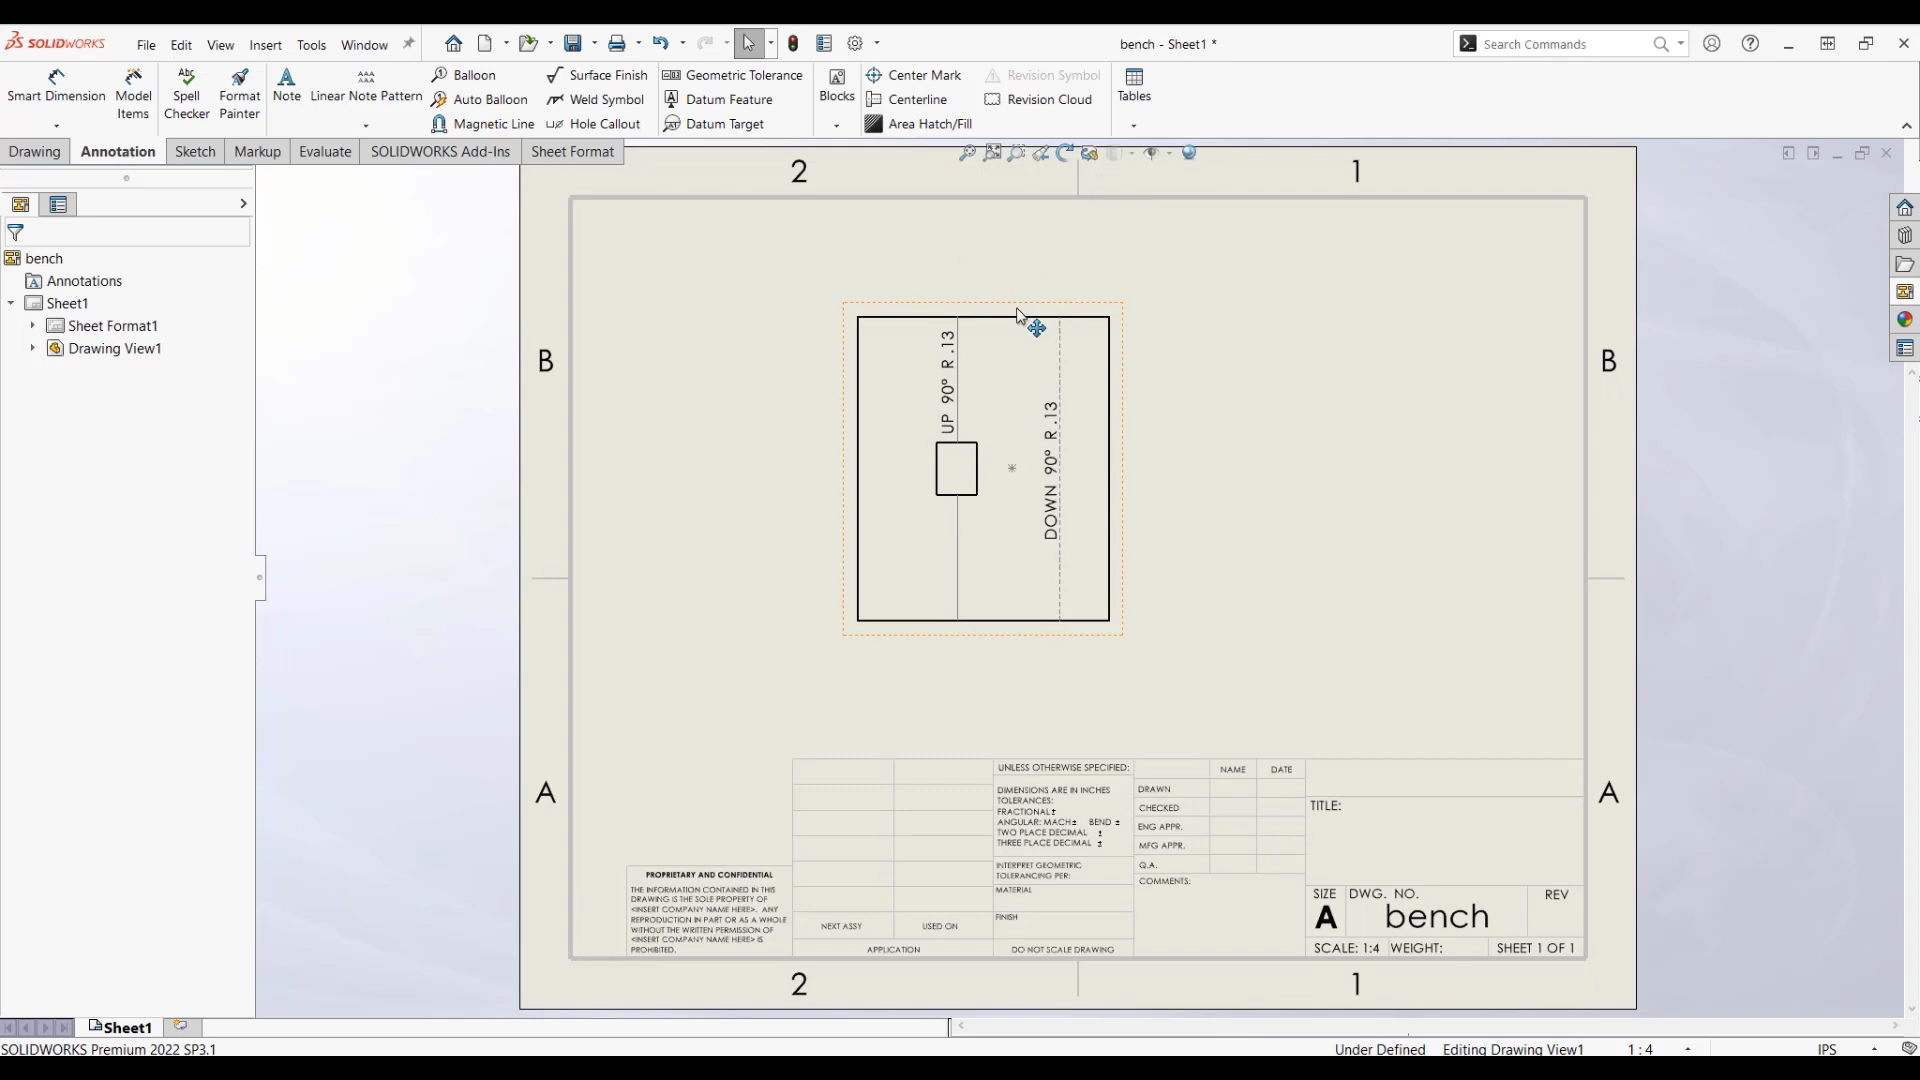 SOLIDWORKS
File Edit View Insert Tools Window
bench - Sheet1 *
Search Commands
Smart Dimension
Model Items
Spell Checker
Format Painter
Note
Linear Note Pattern
Balloon
Auto Balloon
Magnetic Line
Surface Finish
Weld Symbol
Hole Callout
Geometric Tolerance
Datum Feature
Datum Target
Blocks
Center Mark
Centerline
Area Hatch/Fill
Revision Symbol
Revision Cloud
Tables
Drawing Annotation Sketch Markup Evaluate SOLIDWORKS Add-Ins Sheet Format
bench
Annotations
Sheet1
Sheet Format1
Drawing View1
2 1
B B
UP 90° R .13
DOWN 90° R .13
A A
UNLESS OTHERWISE SPECIFIED:
DIMENSIONS ARE IN INCHES
TOLERANCES:
FRACTIONAL±
ANGULAR: MACH± BEND ±
TWO PLACE DECIMAL ±
THREE PLACE DECIMAL ±
INTERPRET GEOMETRIC
TOLERANCING PER:
MATERIAL
FINISH
DO NOT SCALE DRAWING
NAME DATE
DRAWN
CHECKED
ENG APPR.
MFG APPR.
Q.A.
COMMENTS:
TITLE:
SIZE DWG. NO. REV
A bench
SCALE: 1:4 WEIGHT: SHEET 1 OF 1
PROPRIETARY AND CONFIDENTIAL
THE INFORMATION CONTAINED IN THIS
DRAWING IS THE SOLE PROPERTY OF
<INSERT COMPANY NAME HERE>. ANY
REPRODUCTION IN PART OR AS A WHOLE
WITHOUT THE WRITTEN PERMISSION OF
<INSERT COMPANY NAME HERE> IS
PROHIBITED.
NEXT ASSY USED ON
APPLICATION
2 1
Sheet1
SOLIDWORKS Premium 2022 SP3.1
Under Defined Editing Drawing View1 1:4 IPS